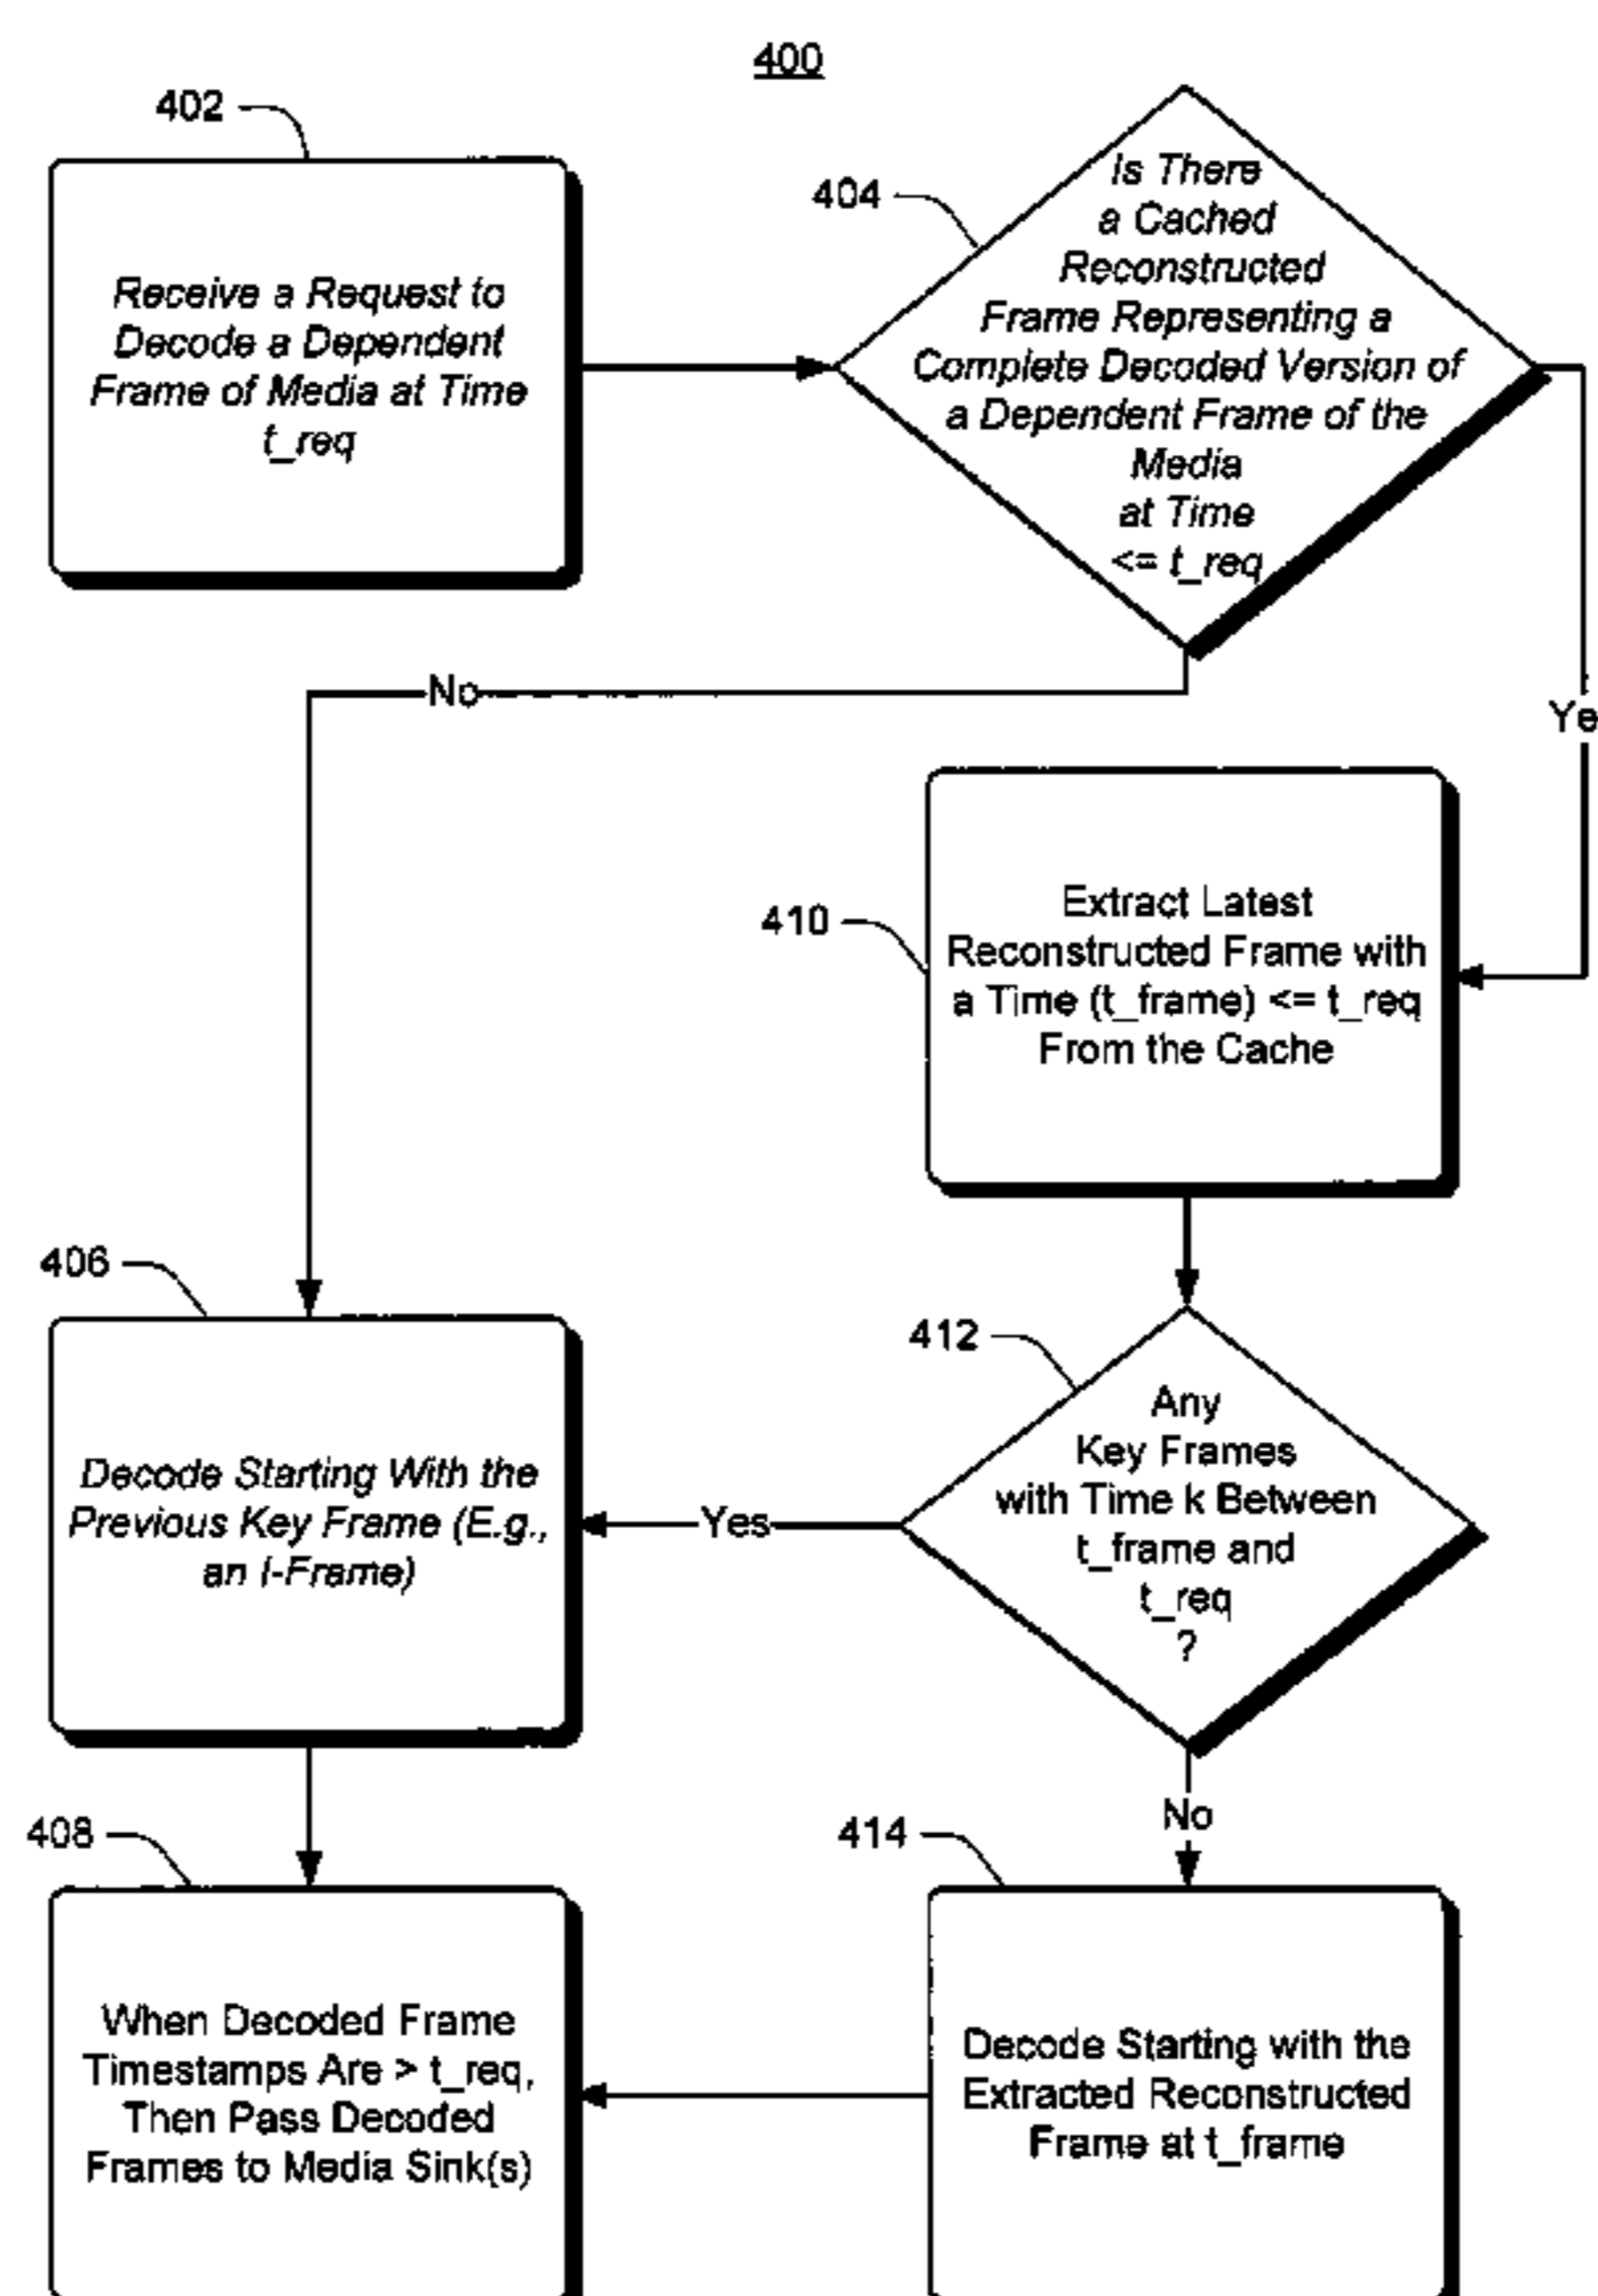 400
402
Receive a Request to
Decode a Dependent
Frame of Media at Time
t_req
404
Is There
a Cached
Reconstructed
Frame Representing a
Complete Decoded Version of
a Dependent Frame of the
Media
at Time
<= t_req
No
Ye
410
Extract Latest
Reconstructed Frame with
a Time (t_frame) <= t_req
From the Cache
406
Decode Starting With the
Previous Key Frame (E.g.,
an I-Frame)
412
Any
Key Frames
with Time k Between
t_frame and
t_req
?
Yes
No
408
When Decoded Frame
Timestamps Are > t_req,
Then Pass Decoded
Frames to Media Sink(s)
414
Decode Starting with the
Extracted Reconstructed
Frame at t_frame